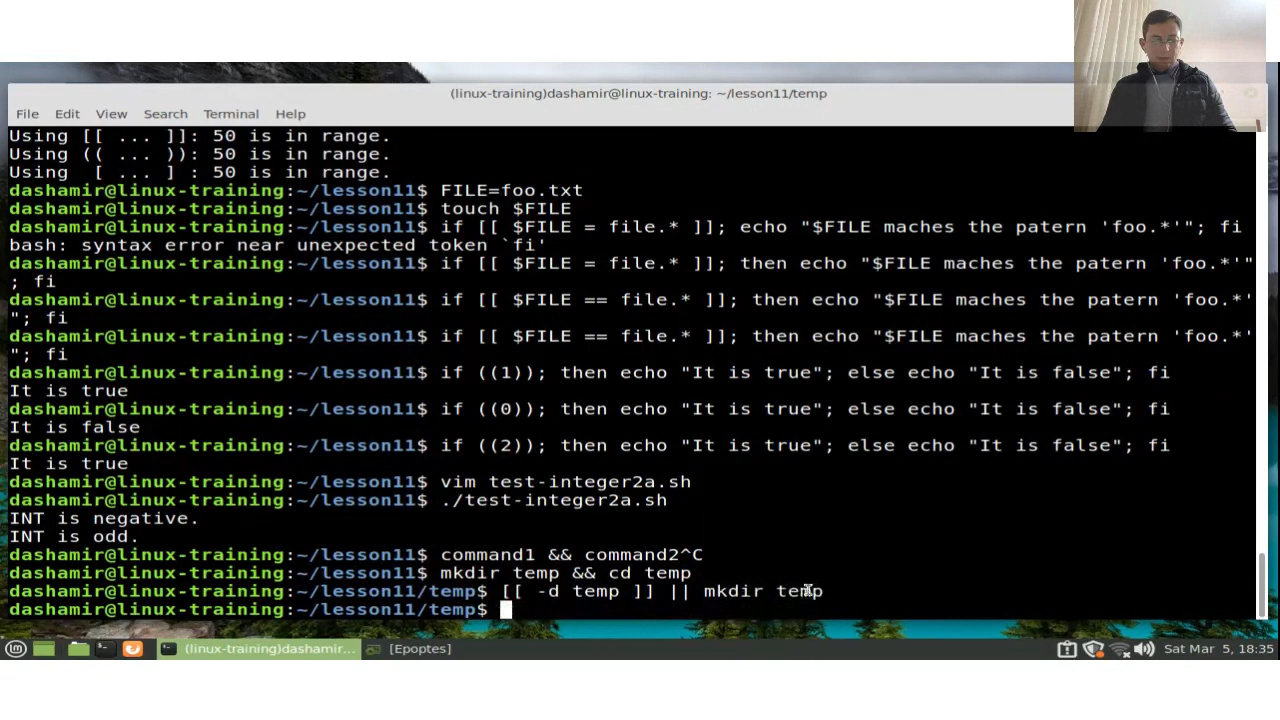 (linux-training)dashamir@linux-training: ~/lesson11/temp
File Edit View Search Terminal Help
Using [[ ... ]]: 50 is in range.
Using (( ... )): 50 is in range.
Using  [ ... ] : 50 is in range.
dashamir@linux-training:~/lesson11$ FILE=foo.txt
dashamir@linux-training:~/lesson11$ touch $FILE
dashamir@linux-training:~/lesson11$ if [[ $FILE = file.* ]]; echo "$FILE maches the patern 'foo.*'"; fi
bash: syntax error near unexpected token `fi'
dashamir@linux-training:~/lesson11$ if [[ $FILE = file.* ]]; then echo "$FILE maches the patern 'foo.*'"
; fi
dashamir@linux-training:~/lesson11$ if [[ $FILE == file.* ]]; then echo "$FILE maches the patern 'foo.*'
"; fi
dashamir@linux-training:~/lesson11$ if [[ $FILE == file.* ]]; then echo "$FILE maches the patern 'foo.*'
"; fi
dashamir@linux-training:~/lesson11$ if ((1)); then echo "It is true"; else echo "It is false"; fi
It is true
dashamir@linux-training:~/lesson11$ if ((0)); then echo "It is true"; else echo "It is false"; fi
It is false
dashamir@linux-training:~/lesson11$ if ((2)); then echo "It is true"; else echo "It is false"; fi
It is true
dashamir@linux-training:~/lesson11$ vim test-integer2a.sh
dashamir@linux-training:~/lesson11$ ./test-integer2a.sh
INT is negative.
INT is odd.
dashamir@linux-training:~/lesson11$ command1 && command2^C
dashamir@linux-training:~/lesson11$ mkdir temp && cd temp
dashamir@linux-training:~/lesson11/temp$ [[ -d temp ]] || mkdir temp
dashamir@linux-training:~/lesson11/temp$
(linux-training)dashamir... [Epoptes] Sat Mar 5, 18:35